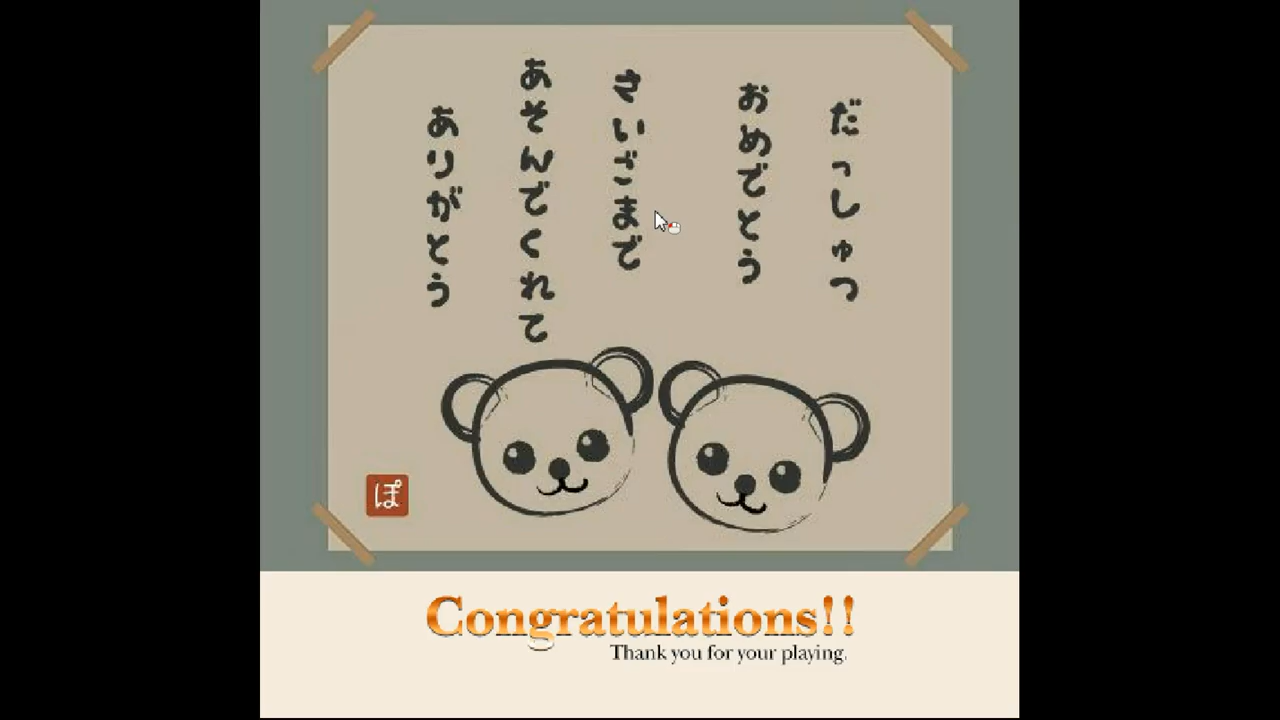 だっしゅつ
おめでとう
さいごまで
あそんでくれて
ありがとう
ぽ
Congratulations!!
Thank you for your playing.